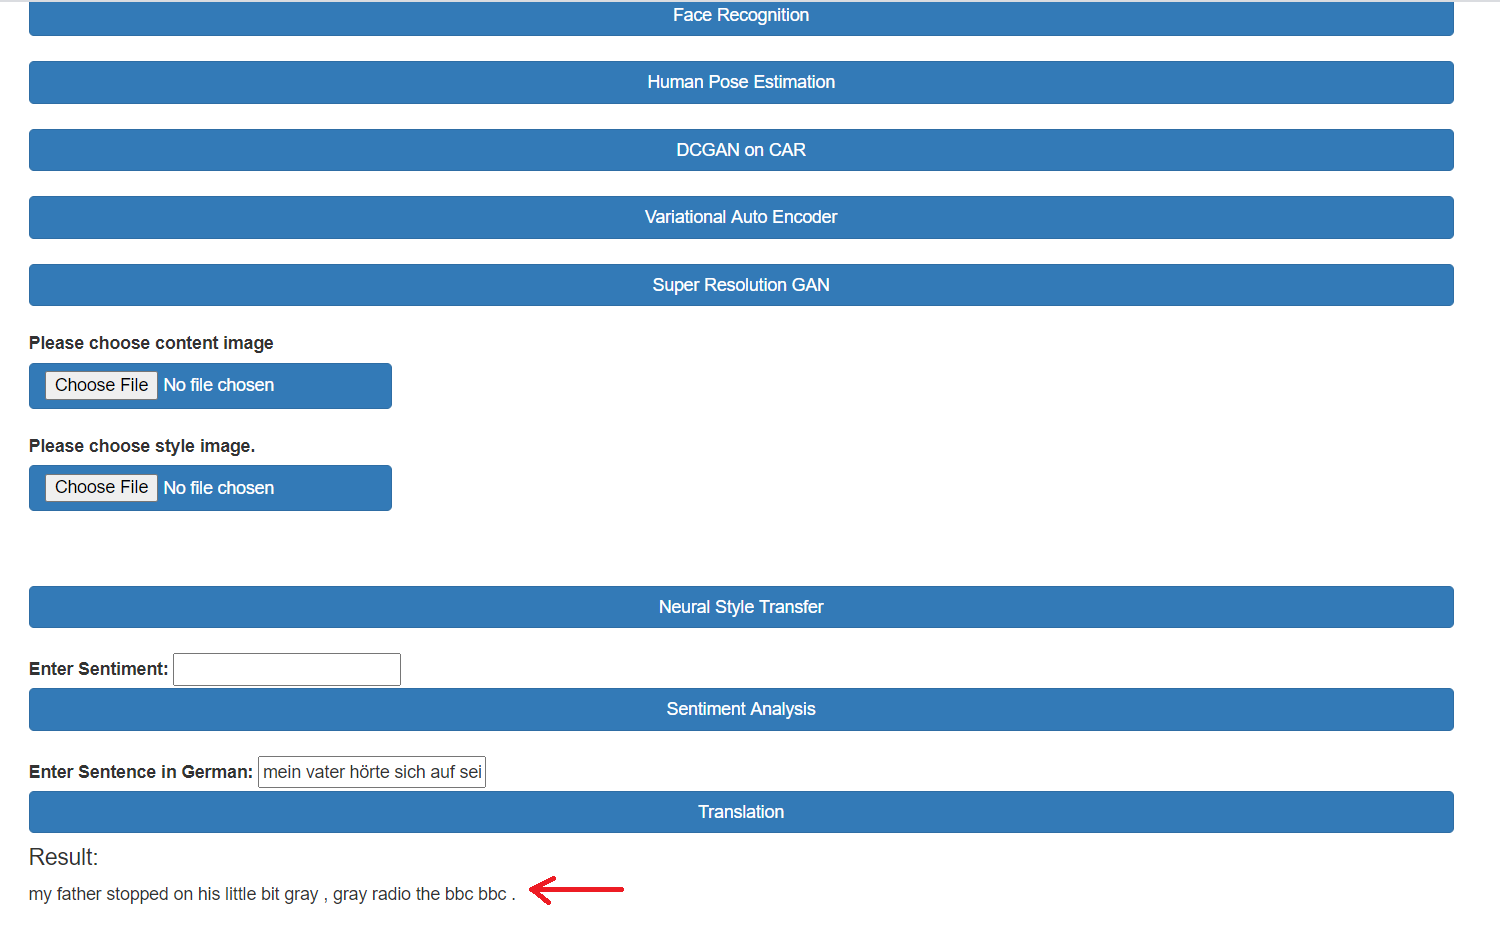 Face Recognition
Human Pose Estimation
DCGAN on CAR
Variational Auto Encoder
Super Resolution GAN
Please choose content image
Choose File No file chosen
Please choose style image.
Choose File No file chosen
Neural Style Transfer
Enter Sentiment:
Sentiment Analysis
Enter Sentence in German: mein vater hörte sich auf sei
Translation
Result:
my father stopped on his little bit gray , gray radio the bbc bbc .